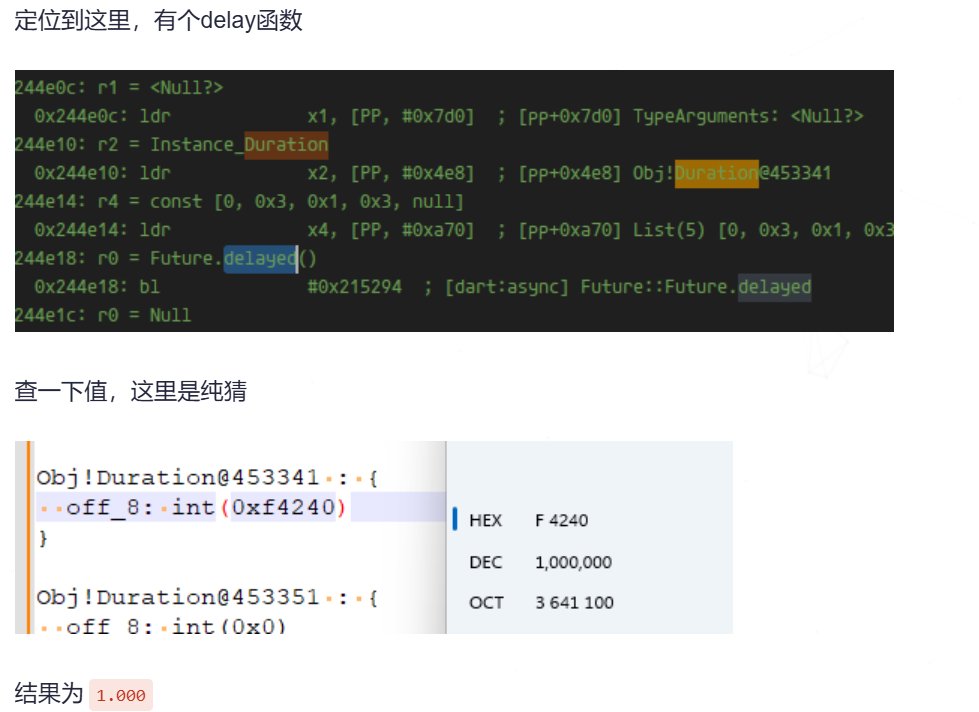 定位到这里，有个delay函数
244e0c: r1 = <Null?>
0x244e0c: ldr x1, [PP, #0x7d0] ; [pp+0x7d0] TypeArguments: <Null?>
244e10: r2 = Instance_Duration
0x244e10: ldr x2, [PP, #0x4e8] ; [pp+0x4e8] Obj!Duration@453341
244e14: r4 = const [0, 0x3, 0x1, 0x3, null]
0x244e14: ldr x4, [PP, #0xa70] ; [pp+0xa70] List(5) [0, 0x3, 0x1, 0x3
244e18: r0 = Future.delayed()
0x244e18: bl #0x215294 ; [dart:async] Future::Future.delayed
244e1c: r0 = Null
查一下值，这里是纯猜
Obj!Duration@453341·:·{
··off_8:·int(0xf4240)
}
Obj!Duration@453351·:·{
··off_8:·int(0x0)
HEX F 4240
DEC 1,000,000
OCT 3 641 100
结果为 1.000